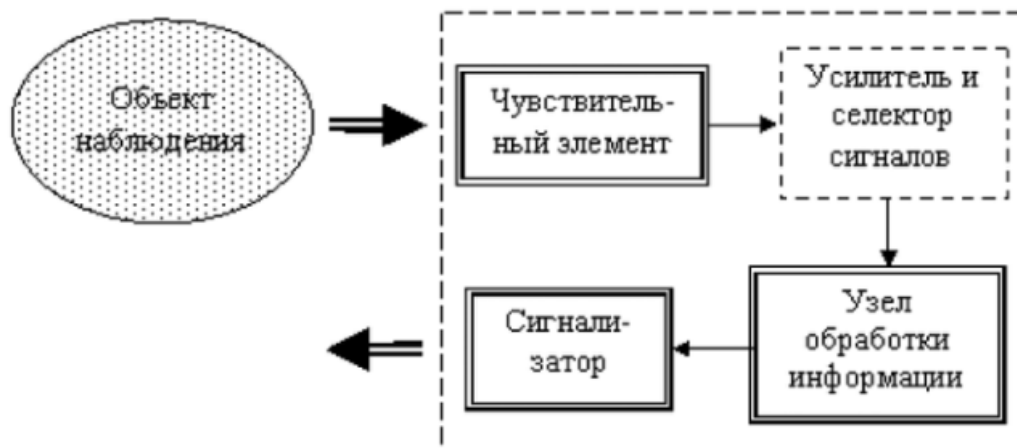 Объект
наблюдения
Чувствитель-
ный элемент
Усилитель и
селектор
сигналов
Сигнали-
затор
Узел
обработки
информации